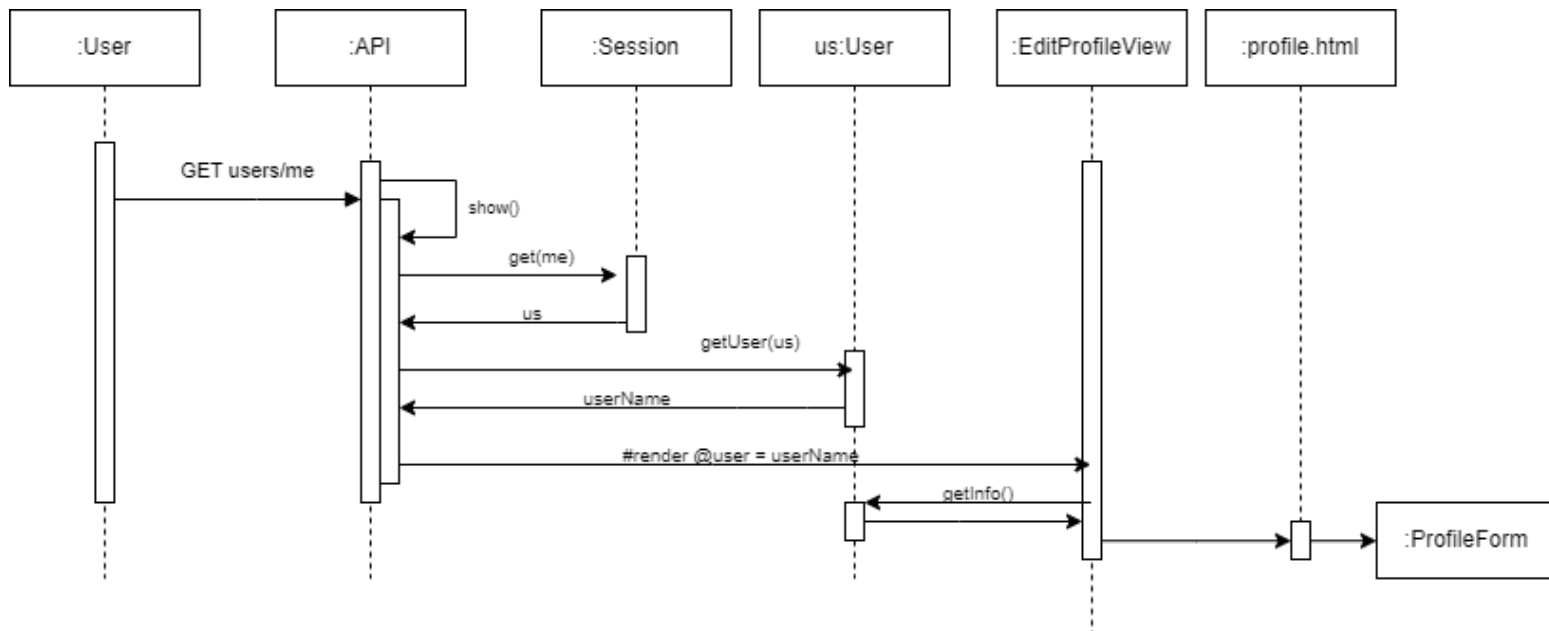 :User
:API
:Session
us:User
:EditProfileView
:profile.html
GET users/me
show()
get(me)
us
getUser(us)
userName
#render @user = userName
getInfo()
:ProfileForm